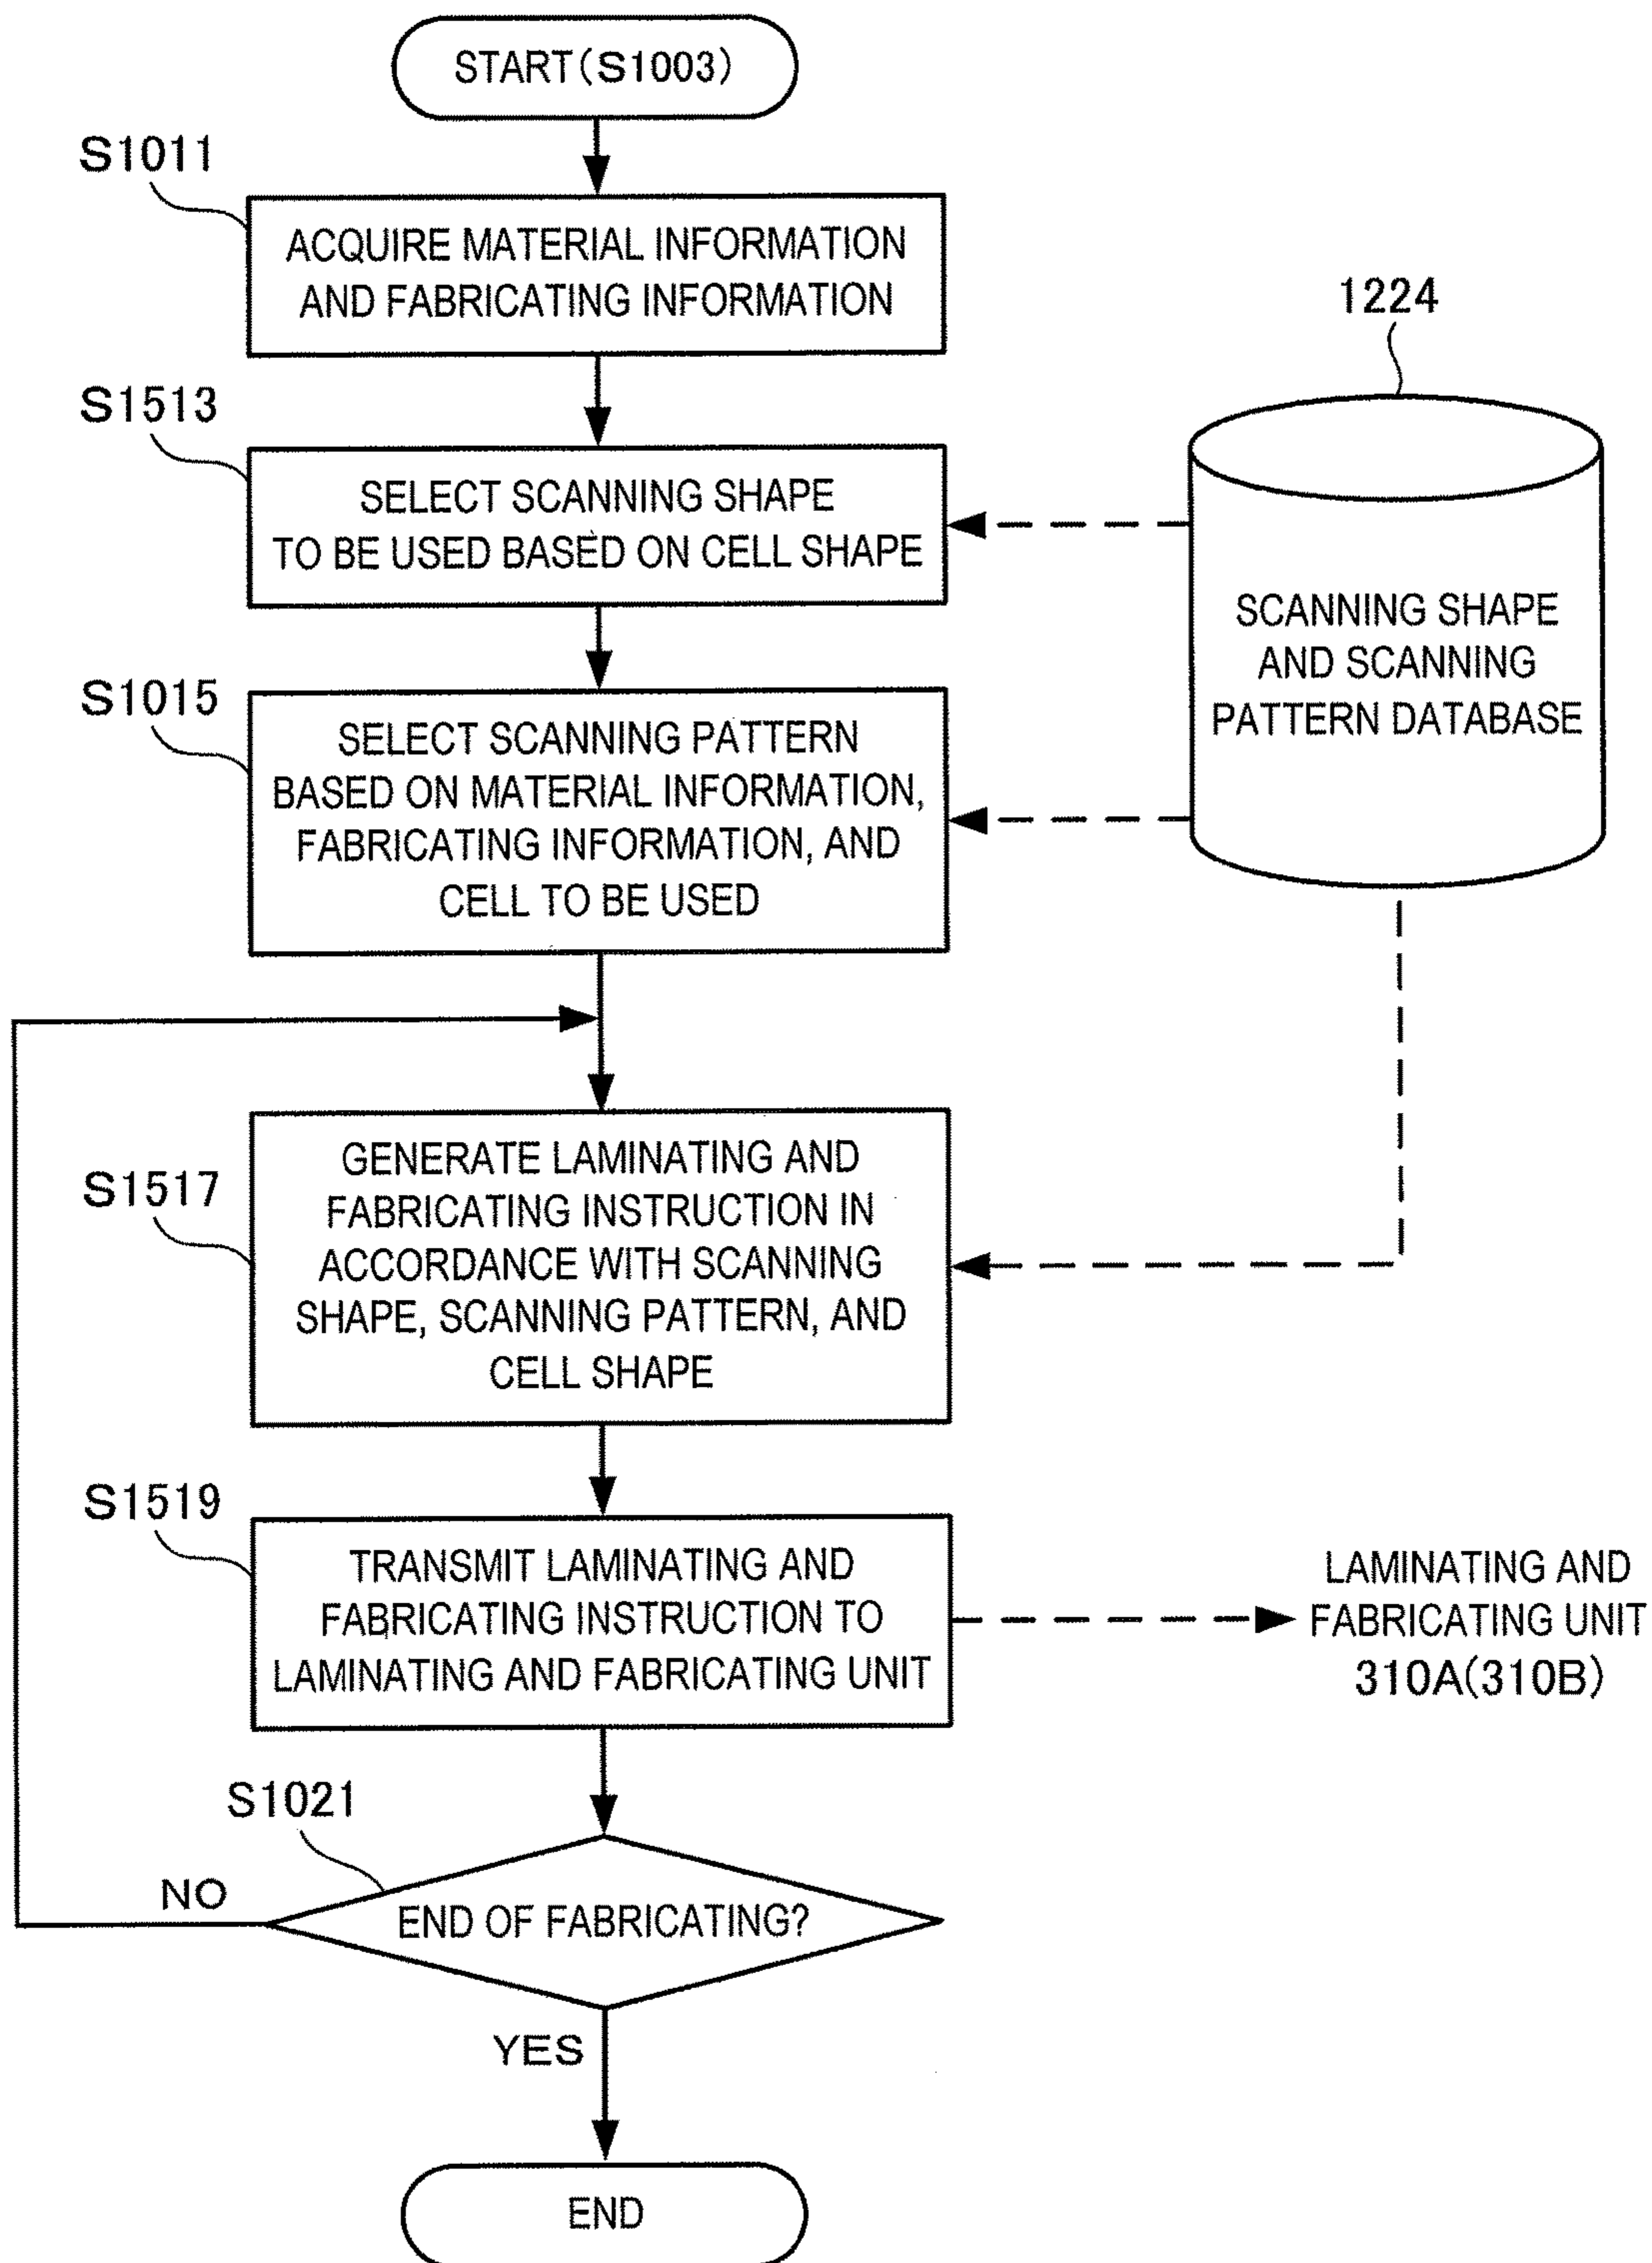 START(S1003)
S1011
ACQUIRE MATERIAL INFORMATION
AND FABRICATING INFORMATION
1224
S1513
SELECT SCANNING SHAPE
TO BE USED BASED ON CELL SHAPE
SCANNING SHAPE
AND SCANNING
PATTERN DATABASE
S1015
SELECT SCANNING PATTERN
BASED ON MATERIAL INFORMATION,
FABRICATING INFORMATION, AND
CELL TO BE USED
S1517
GENERATE LAMINATING AND
FABRICATING INSTRUCTION IN
ACCORDANCE WITH SCANNING
SHAPE, SCANNING PATTERN, AND
CELL SHAPE
S1519
TRANSMIT LAMINATING AND
FABRICATING INSTRUCTION TO
LAMINATING AND FABRICATING UNIT
LAMINATING AND
FABRICATING UNIT
310A(310B)
S1021
NO
END OF FABRICATING?
YES
END